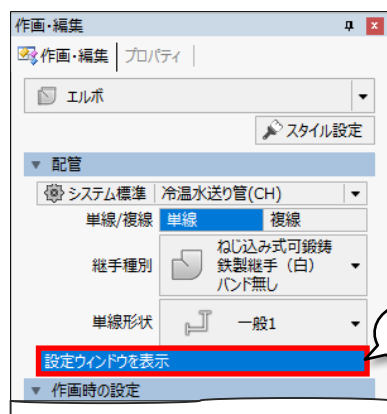 作画・編集
作画・編集 プロパティ
エルボ
スタイル設定
配管
システム標準 冷温水送り管(CH)
単線/複線 単線 複線
継手種別 ねじ込み式可鍛鋳
鉄製継手（白）
バンド無し
単線形状 一般1
設定ウィンドウを表示
作画時の設定